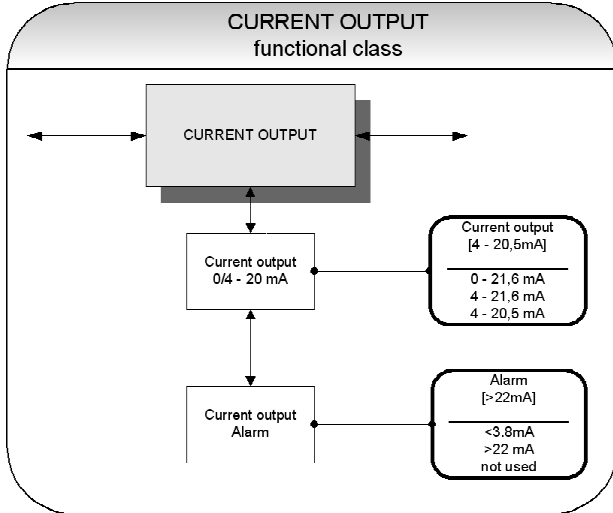 CURRENT OUTPUT
functional class
CURRENT OUTPUT
Current output
0/4 - 20 mA
Current output
[4 - 20,5mA]
0 - 21,6 mA
4 - 21,6 mA
4 - 20,5 mA
Current output
Alarm
Alarm
[>22mA]
<3.8mA
>22 mA
not used